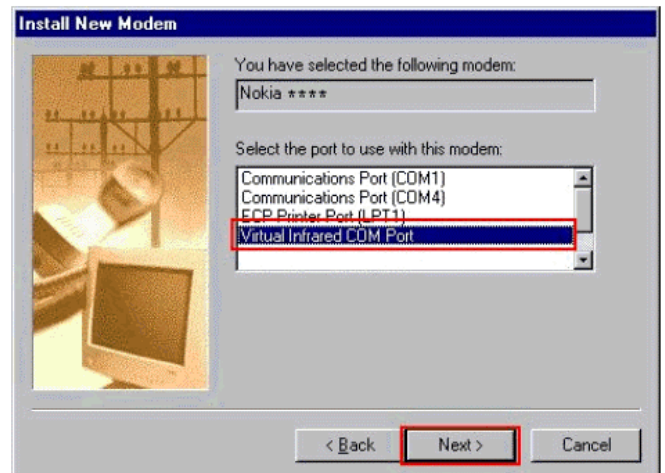 Install New Modem
You have selected the following modem:
Nokia ****
Select the port to use with this modem:
Communications Port (COM1)
Communications Port (COM4)
ECP Printer Port (LPT1)
Virtual Infrared COM Port
< Back
Next >
Cancel